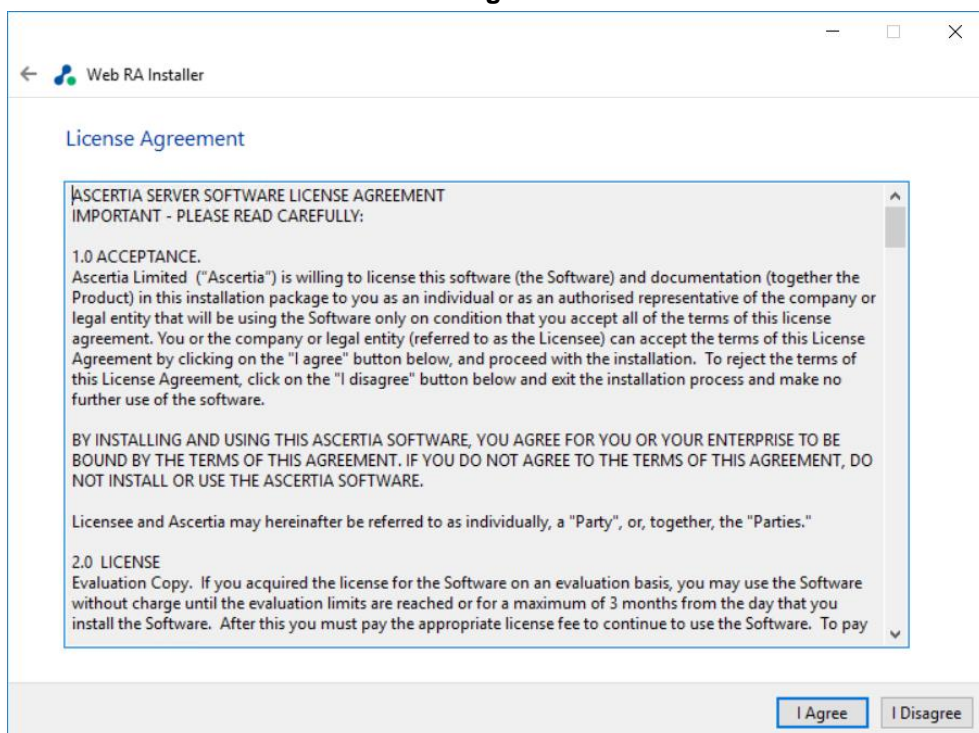 Web RA Installer
License Agreement
ASCERTIA SERVER SOFTWARE LICENSE AGREEMENT
IMPORTANT - PLEASE READ CAREFULLY:
1.0 ACCEPTANCE.
Ascertia Limited ("Ascertia") is willing to license this software (the Software) and documentation (together the
Product) in this installation package to you as an individual or as an authorised representative of the company or
legal entity that will be using the Software only on condition that you accept all of the terms of this license
agreement. You or the company or legal entity (referred to as the Licensee) can accept the terms of this License
Agreement by clicking on the "I agree" button below, and proceed with the installation. To reject the terms of
this License Agreement, click on the "I disagree" button below and exit the installation process and make no
further use of the software.
BY INSTALLING AND USING THIS ASCERTIA SOFTWARE, YOU AGREE FOR YOU OR YOUR ENTERPRISE TO BE
BOUND BY THE TERMS OF THIS AGREEMENT. IF YOU DO NOT AGREE TO THE TERMS OF THIS AGREEMENT, DO
NOT INSTALL OR USE THE ASCERTIA SOFTWARE.
Licensee and Ascertia may hereinafter be referred to as individually, a "Party", or, together, the "Parties."
2.0 LICENSE
Evaluation Copy. If you acquired the license for the Software on an evaluation basis, you may use the Software
without charge until the evaluation limits are reached or for a maximum of 3 months from the day that you
install the Software. After this you must pay the appropriate license fee to continue to use the Software. To pay
I Agree I Disagree